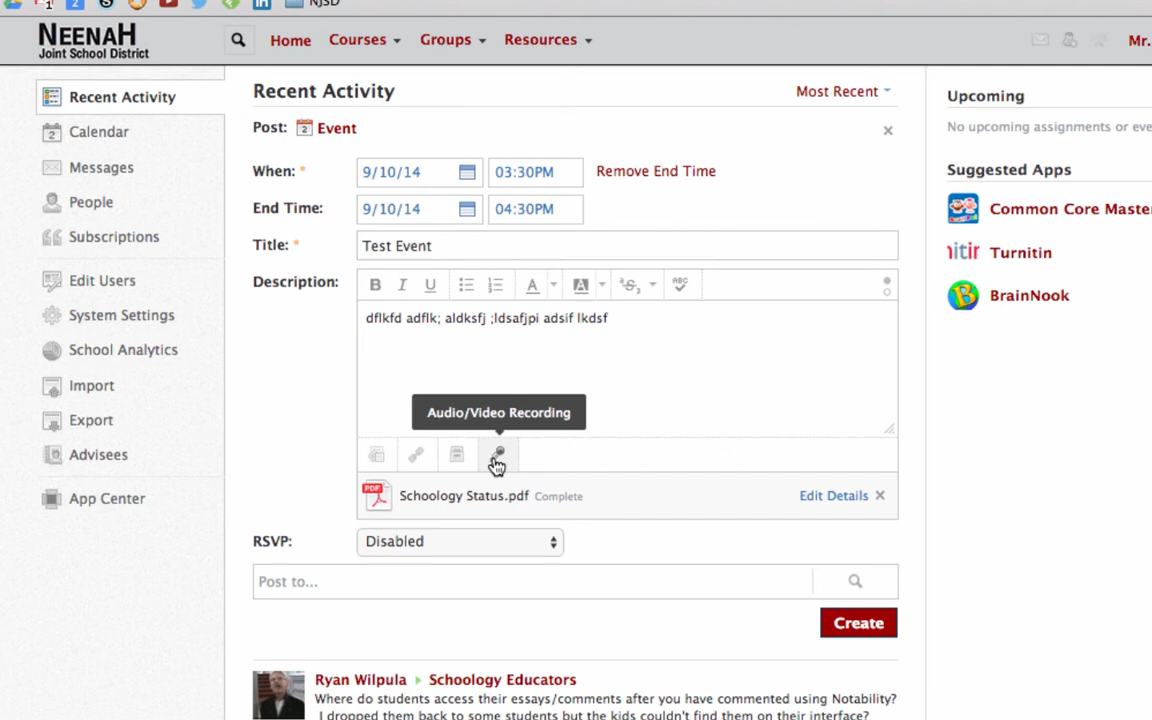 NJSD
NEENAH
Joint School District
Home Courses Groups Resources
Mr.
Recent Activity
Calendar
Messages
People
Subscriptions
Edit Users
System Settings
School Analytics
Import
Export
Advisees
App Center
Recent Activity
Most Recent
Post: Event
When: * 9/10/14 03:30PM Remove End Time
End Time: 9/10/14 04:30PM
Title: * Test Event
Description: B I U A A ABC
dflkfd adflk; aldksfj ;ldsafjpi adsif lkdsf
Audio/Video Recording
PDF Schoology Status.pdf Complete Edit Details
RSVP: Disabled
Post to...
Create
Ryan Wilpula Schoology Educators
Where do students access their essays/comments after you have commented using Notability?
I dropped them back to some students but the kids couldn't find them on their interface?
Upcoming
No upcoming assignments or eve
Suggested Apps
Common Core Maste
Turnitin
BrainNook